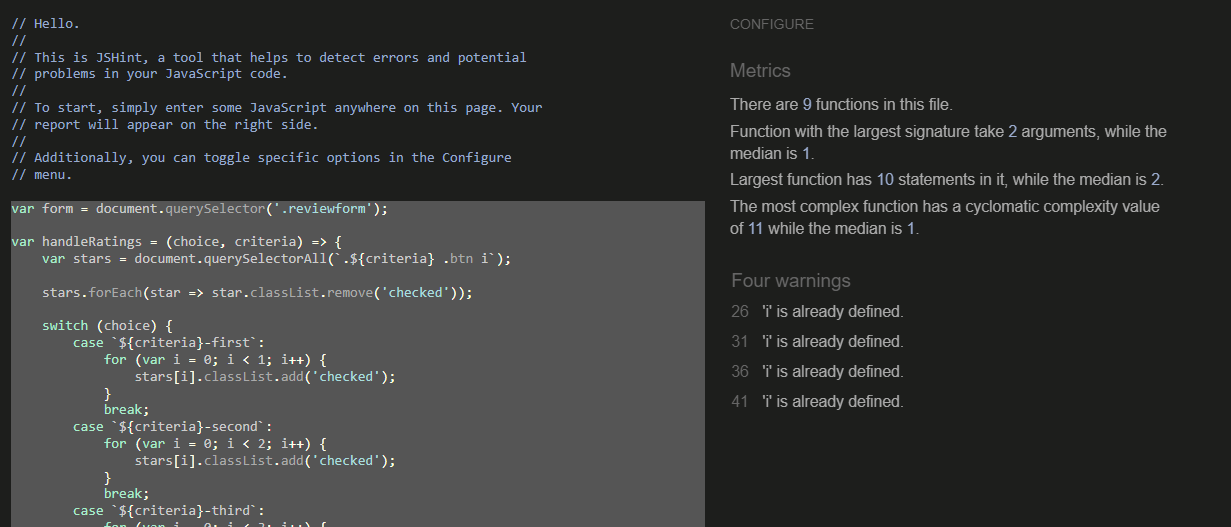 // Hello.
//
// This is JSHint, a tool that helps to detect errors and potential
// problems in your JavaScript code.
//
// To start, simply enter some JavaScript anywhere on this page. Your
// report will appear on the right side.
//
// Additionally, you can toggle specific options in the Configure
// menu.
var form = document.querySelector('.reviewform');
var handleRatings = (choice, criteria) => {
var stars = document.querySelectorAll(`.${criteria} .btn i`);
stars.forEach(star => star.classList.remove('checked'));
switch (choice) {
case `${criteria}-first`:
for (var i = 0; i < 1; i++) {
stars[i].classList.add('checked');
}
break;
case `${criteria}-second`:
for (var i = 0; i < 2; i++) {
stars[i].classList.add('checked');
}
break;
case `${criteria}-third`:
for (var i = 0; i < 3; i++) {
CONFIGURE
Metrics
There are 9 functions in this file.
Function with the largest signature take 2 arguments, while the
median is 1.
Largest function has 10 statements in it, while the median is 2.
The most complex function has a cyclomatic complexity value
of 11 while the median is 1.
Four warnings
26 'i' is already defined.
31 'i' is already defined.
36 'i' is already defined.
41 'i' is already defined.